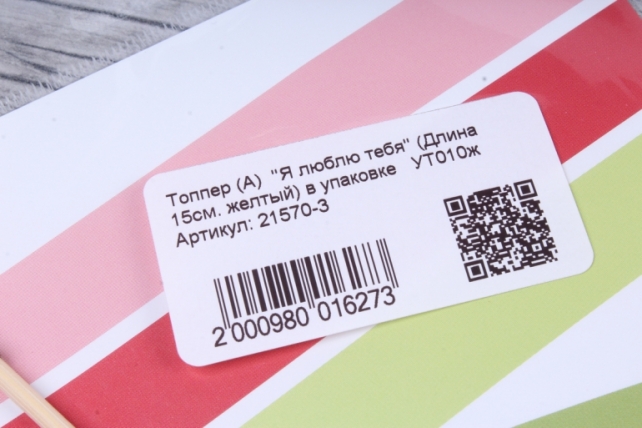 Топпер (А) "Я люблю тебя" (Длина
15см. желтый) в упаковке УТ010ж
Артикул: 21570-3
2 000980 016273